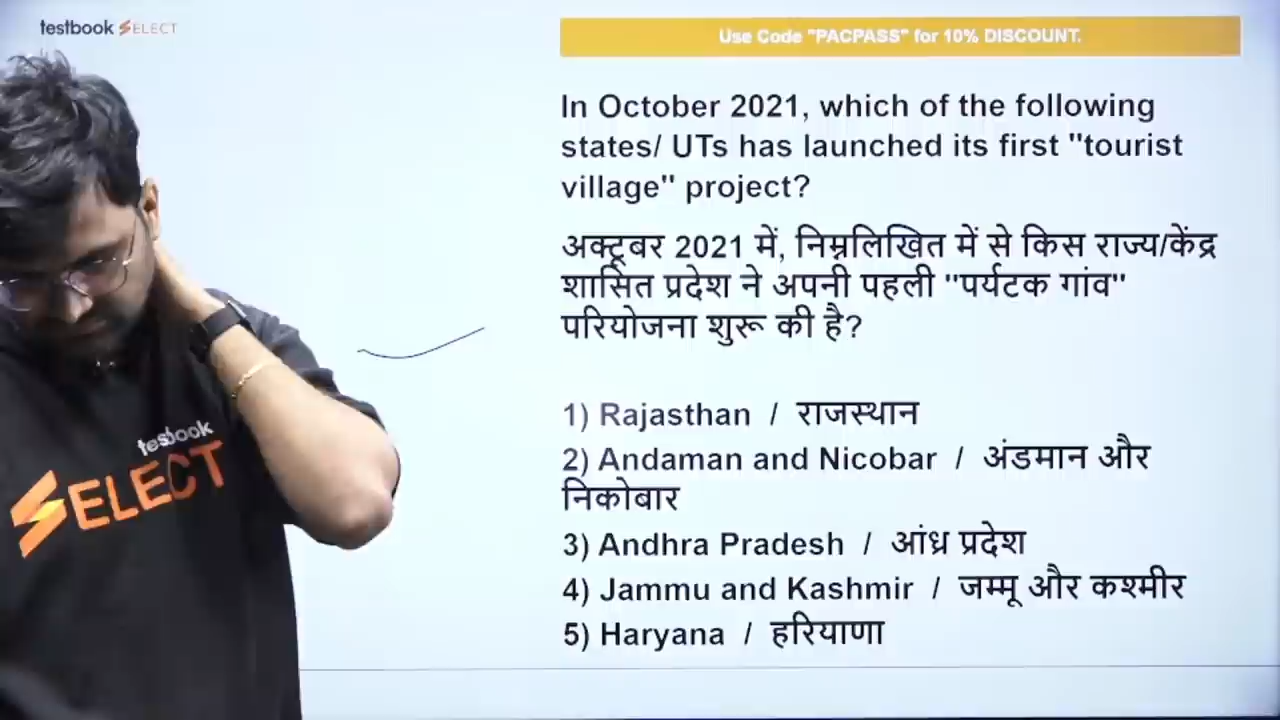 testbook SELECT
Use Code "PACPASS" for 10% DISCOUNT.
In October 2021, which of the following
states/ UTs has launched its first "tourist
village" project?
अक्टूबर 2021 में, निम्नलिखित में से किस राज्य/केंद्र
शासित प्रदेश ने अपनी पहली "पर्यटक गांव"
परियोजना शुरू की है?
1) Rajasthan / राजस्थान
2) Andaman and Nicobar / अंडमान और
निकोबार
3) Andhra Pradesh / आंध्र प्रदेश
4) Jammu and Kashmir / जम्मू और कश्मीर
5) Haryana / हरियाणा
testbook
SELECT